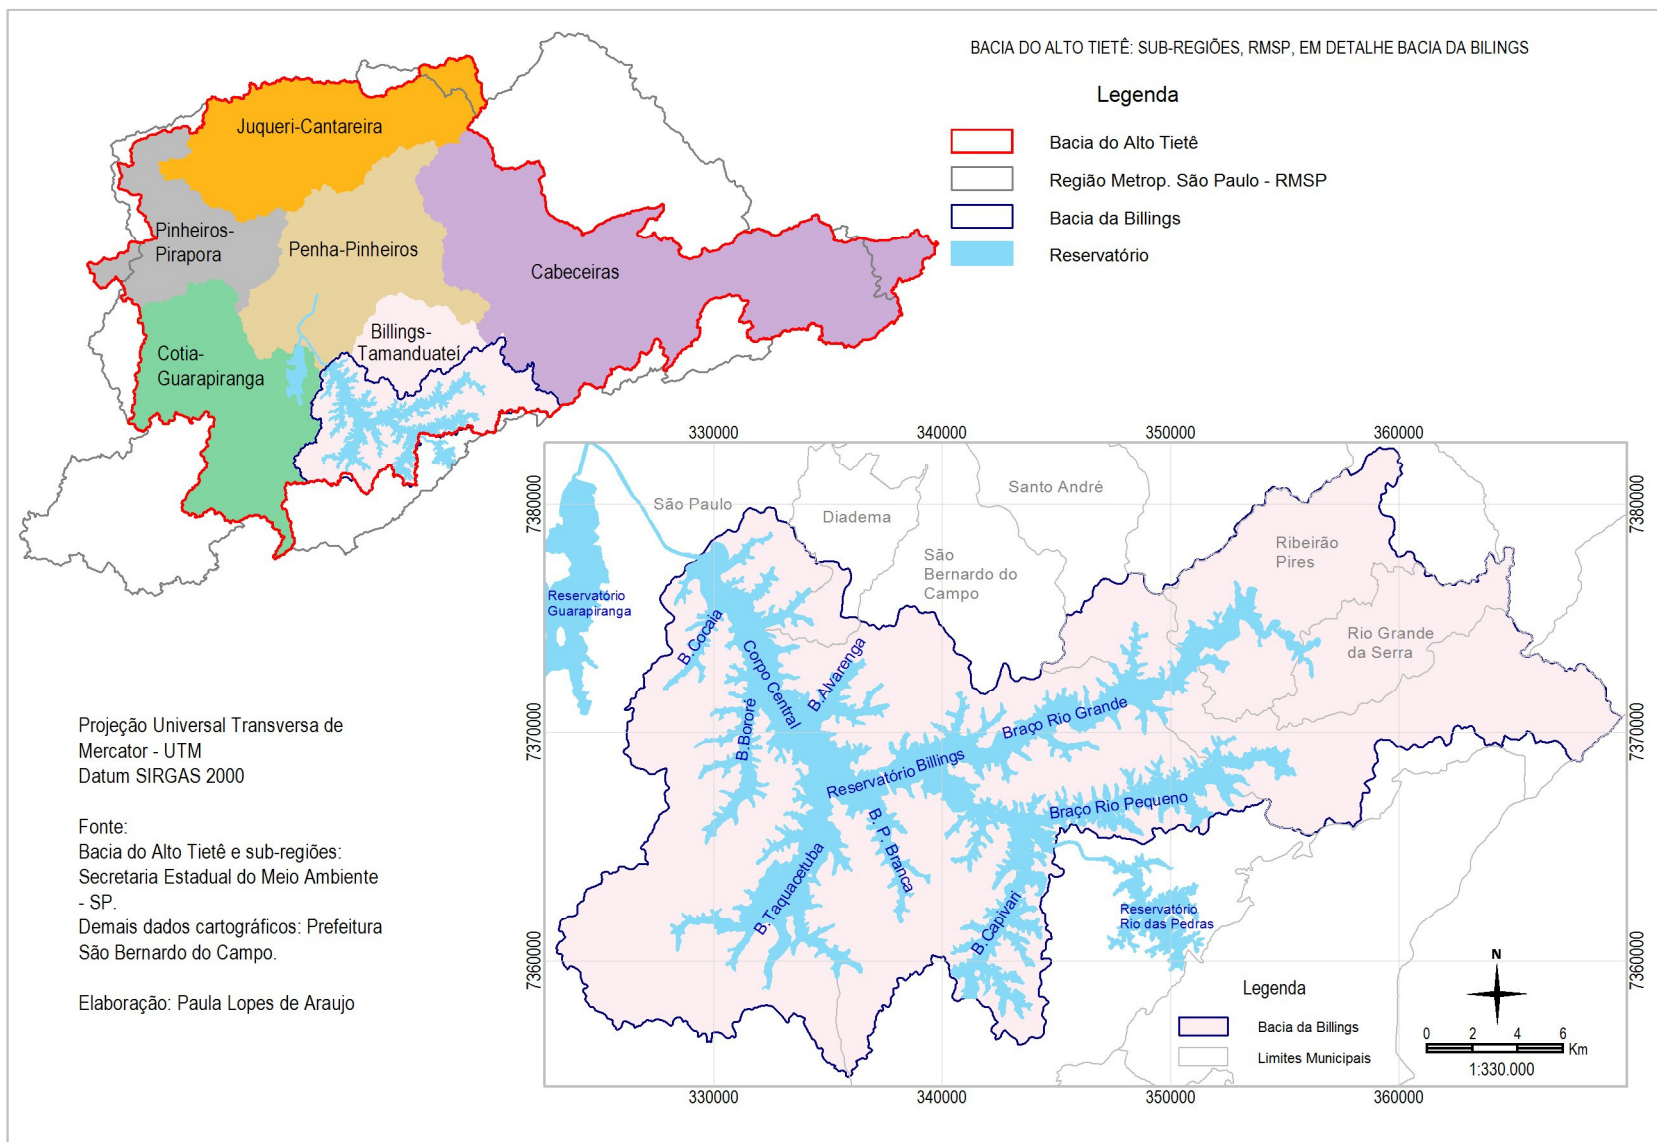 BACIA DO ALTO TIETÊ: SUB-REGIÕES, RMSP, EM DETALHE BACIA DA BILINGS
Legenda
Bacia do Alto Tietê
Região Metrop. São Paulo - RMSP
Bacia da Billings
Reservatório
Juqueri-Cantareira
Pinheiros-
Pirapora
Penha-Pinheiros
Cabeceiras
Billings-
Tamanduateí
Cotia-
Guarapiranga
330000
340000
350000
360000
7380000
7380000
São Paulo
Diadema
Santo André
São
Bernardo do
Campo
Ribeirão
Pires
Rio Grande
da Serra
Reservatório
Guarapiranga
B.Cocaia
Corpo Central
B.Alvarenga
B.Bororé
Braço Rio Grande
Reservatório Billings
Braço Rio Pequeno
B. P. Branca
B.Taquacetuba
B.Capivari
Reservatório
Rio das Pedras
7370000
7370000
7360000
7360000
Legenda
Bacia da Billings
Limites Municipais
N
0 2 4 6
Km
1:330.000
330000
340000
350000
360000
Projeção Universal Transversa de
Mercator - UTM
Datum SIRGAS 2000
Fonte:
Bacia do Alto Tietê e sub-regiões:
Secretaria Estadual do Meio Ambiente
- SP.
Demais dados cartográficos: Prefeitura
São Bernardo do Campo.
Elaboração: Paula Lopes de Araujo